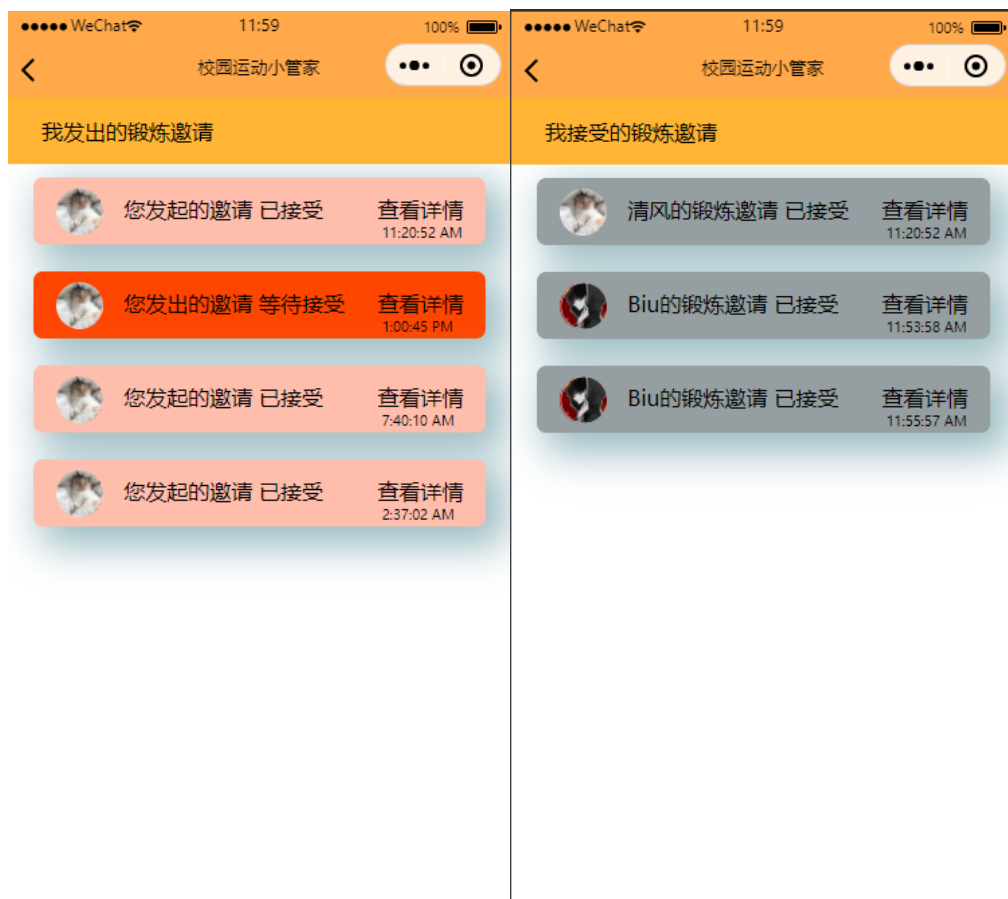 WeChat 11:59 100%
校园运动小管家
我发出的锻炼邀请
您发起的邀请 已接受 查看详情
11:20:52 AM
您发出的邀请 等待接受 查看详情
1:00:45 PM
您发起的邀请 已接受 查看详情
7:40:10 AM
您发起的邀请 已接受 查看详情
2:37:02 AM
WeChat 11:59 100%
校园运动小管家
我接受的锻炼邀请
清风的锻炼邀请 已接受 查看详情
11:20:52 AM
Biu的锻炼邀请 已接受 查看详情
11:53:58 AM
Biu的锻炼邀请 已接受 查看详情
11:55:57 AM